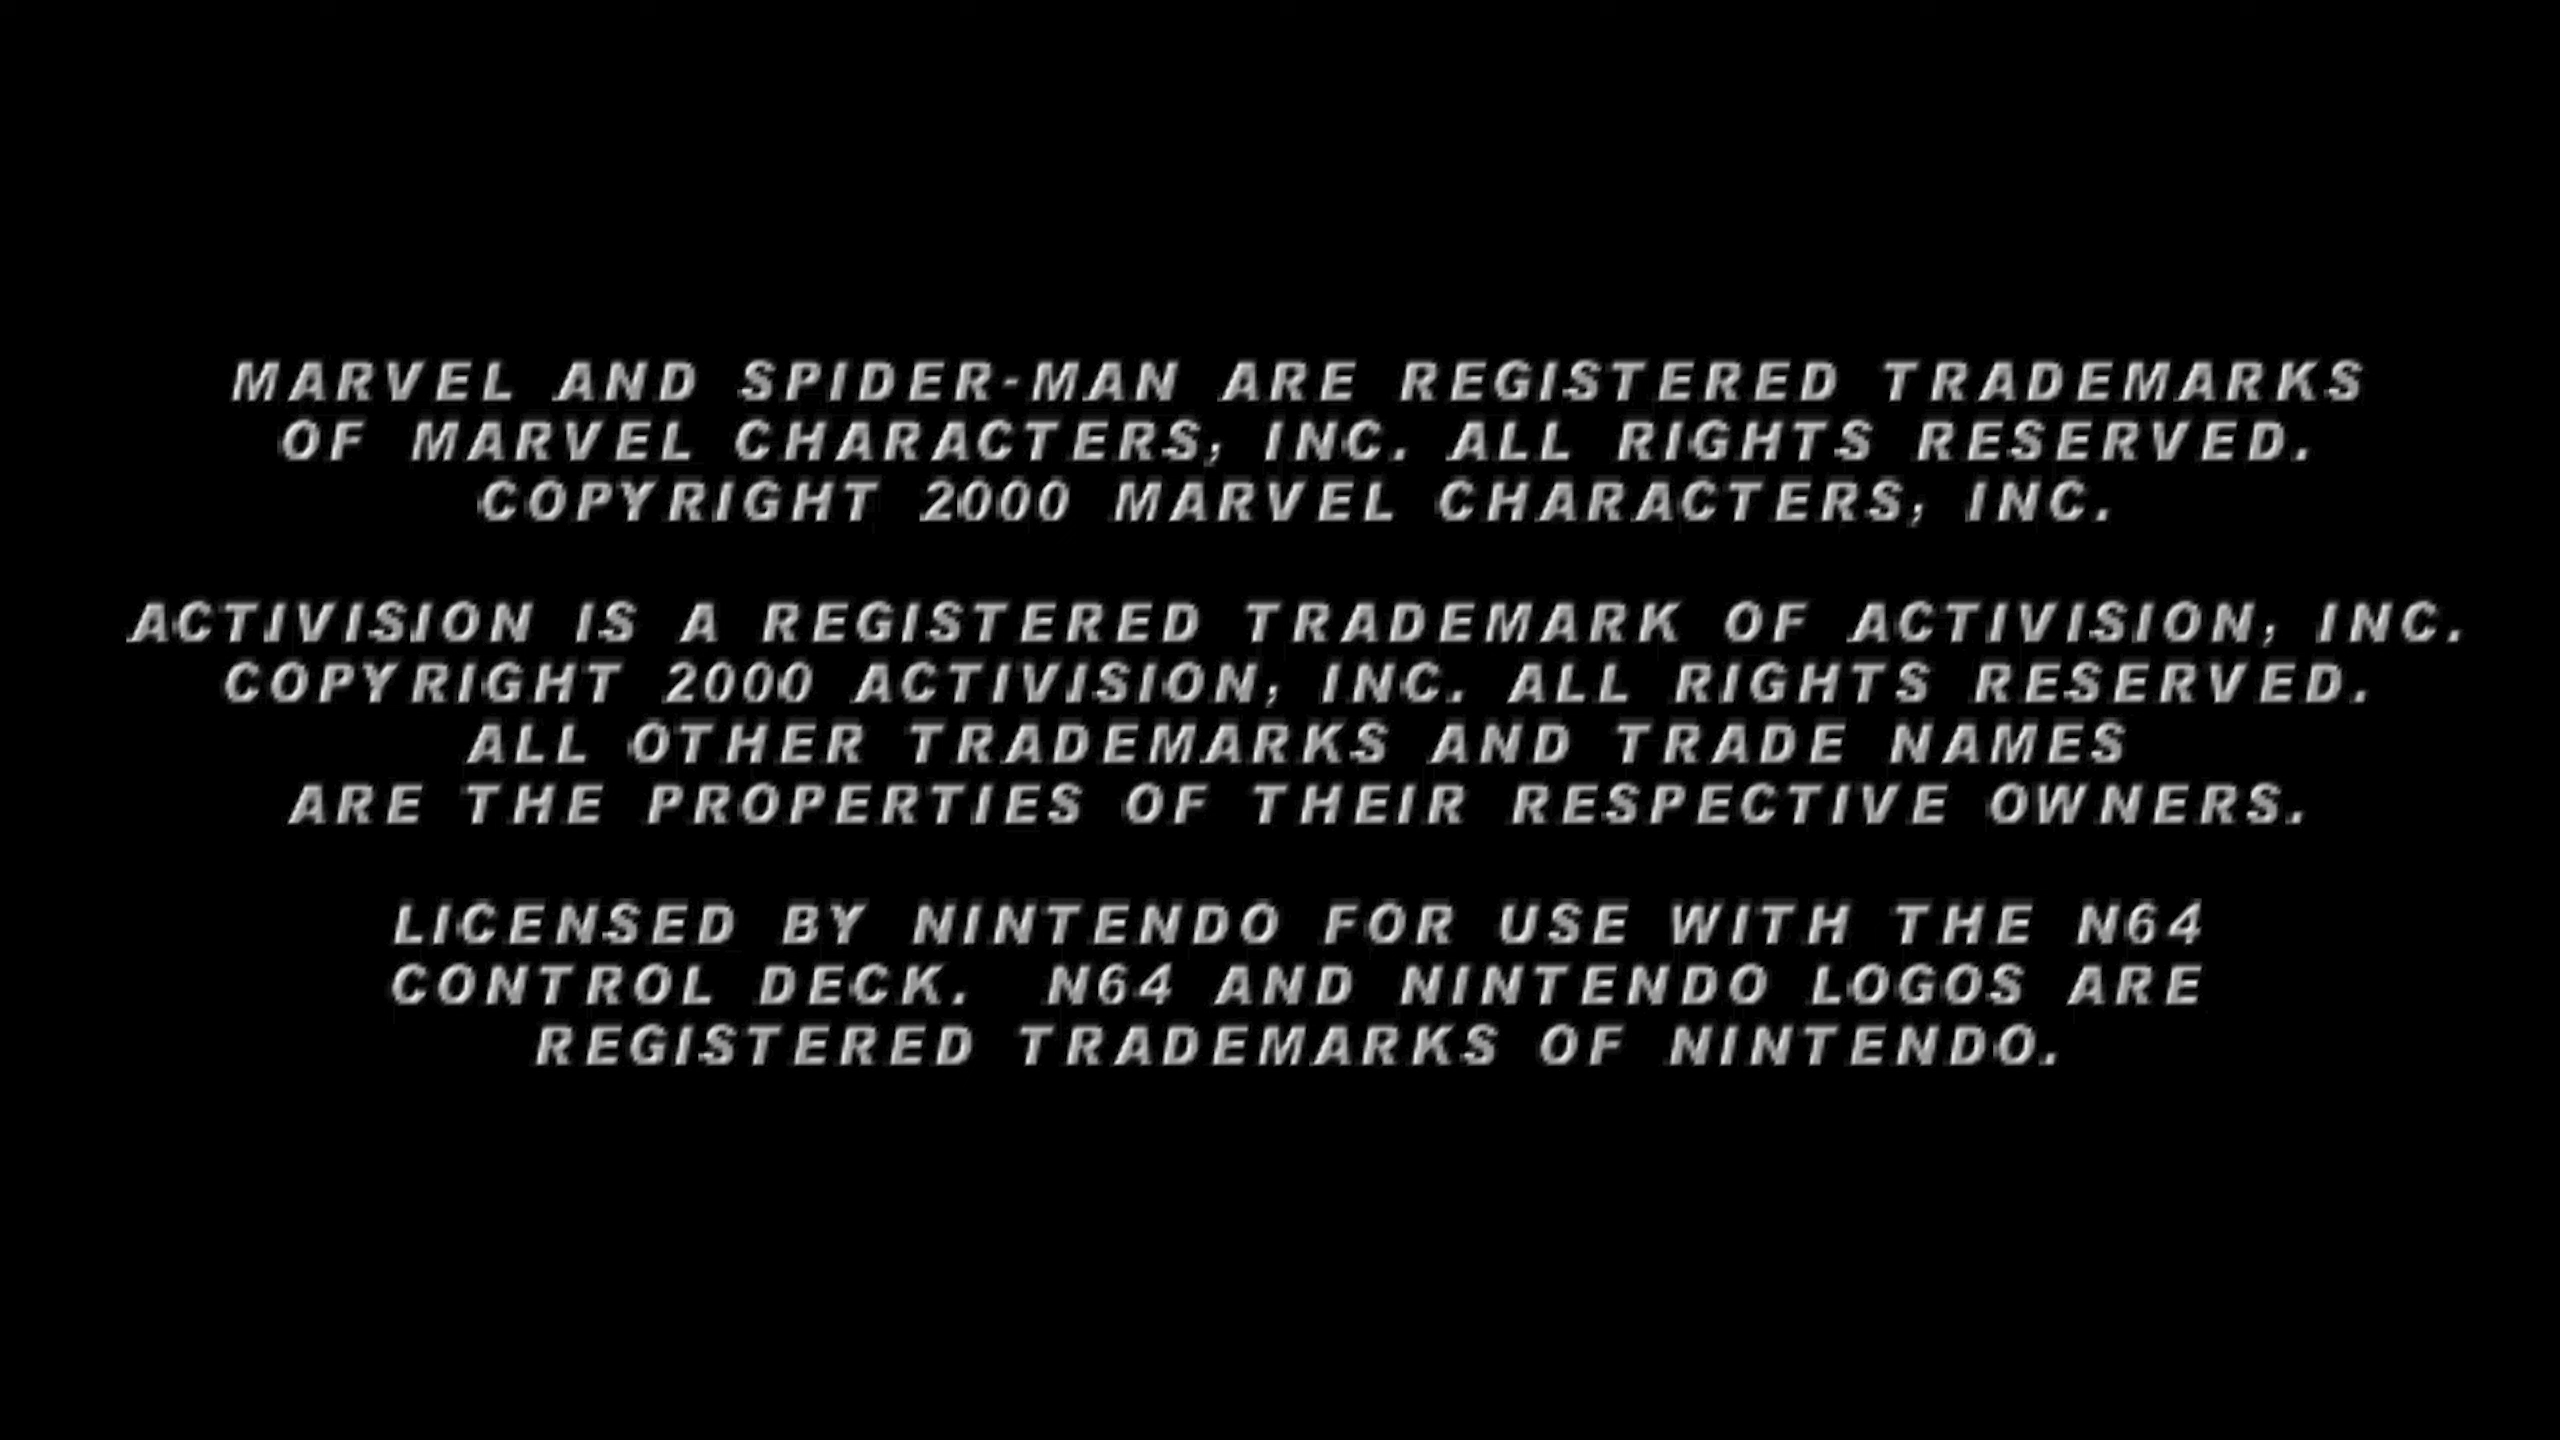 MARVEL AND SPIDER-MAN ARE REGISTERED TRADEMARKS
OF MARVEL CHARACTERS, INC. ALL RIGHTS RESERVED.
COPYRIGHT 2000 MARVEL CHARACTERS, INC.
ACTIVISION IS A REGISTERED TRADEMARK OF ACTIVISION, INC.
COPYRIGHT 2000 ACTIVISION, INC. ALL RIGHTS RESERVED.
ALL OTHER TRADEMARKS AND TRADE NAMES
ARE THE PROPERTIES OF THEIR RESPECTIVE OWNERS.
LICENSED BY NINTENDO FOR USE WITH THE N64
CONTROL DECK.  N64 AND NINTENDO LOGOS ARE
REGISTERED TRADEMARKS OF NINTENDO.